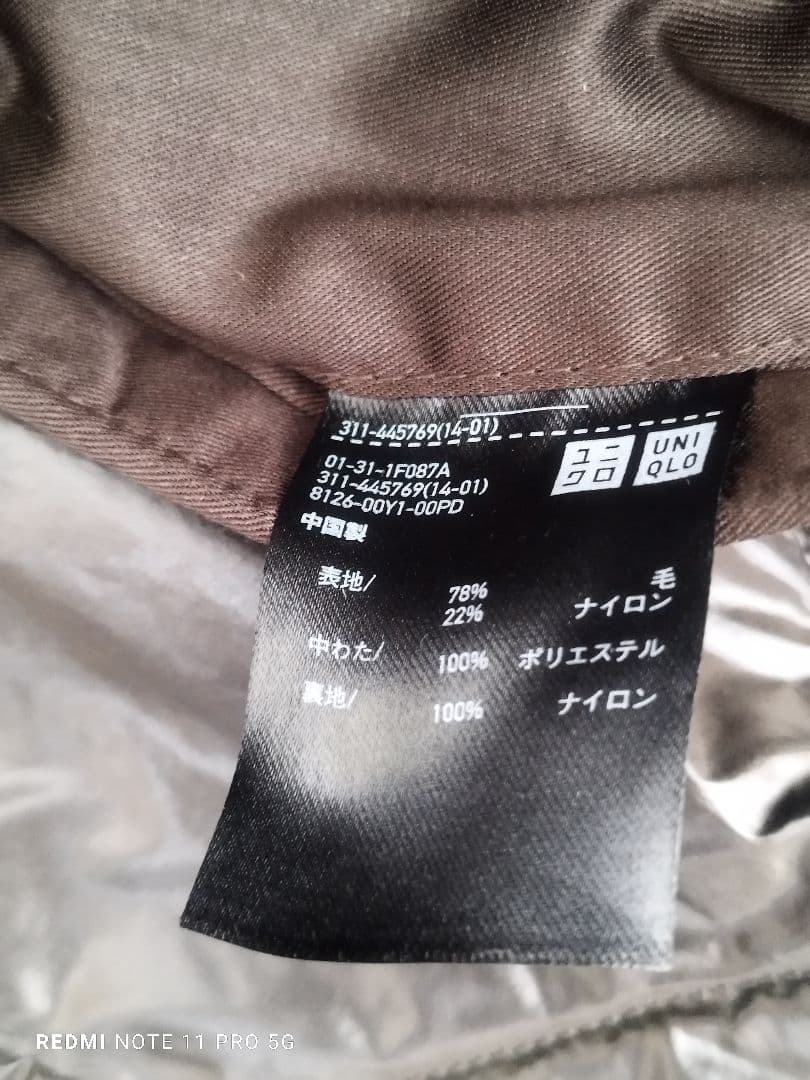 311-445769(14-01)
ユニ
クロ
UNI
QLO
01-31-1F087A
311-445769(14-01)
8126-00Y1-00PD
中国製
表地/ 78% 毛
22% ナイロン
中わた/ 100% ポリエステル
裏地/ 100% ナイロン
REDMI NOTE 11 PRO 5G